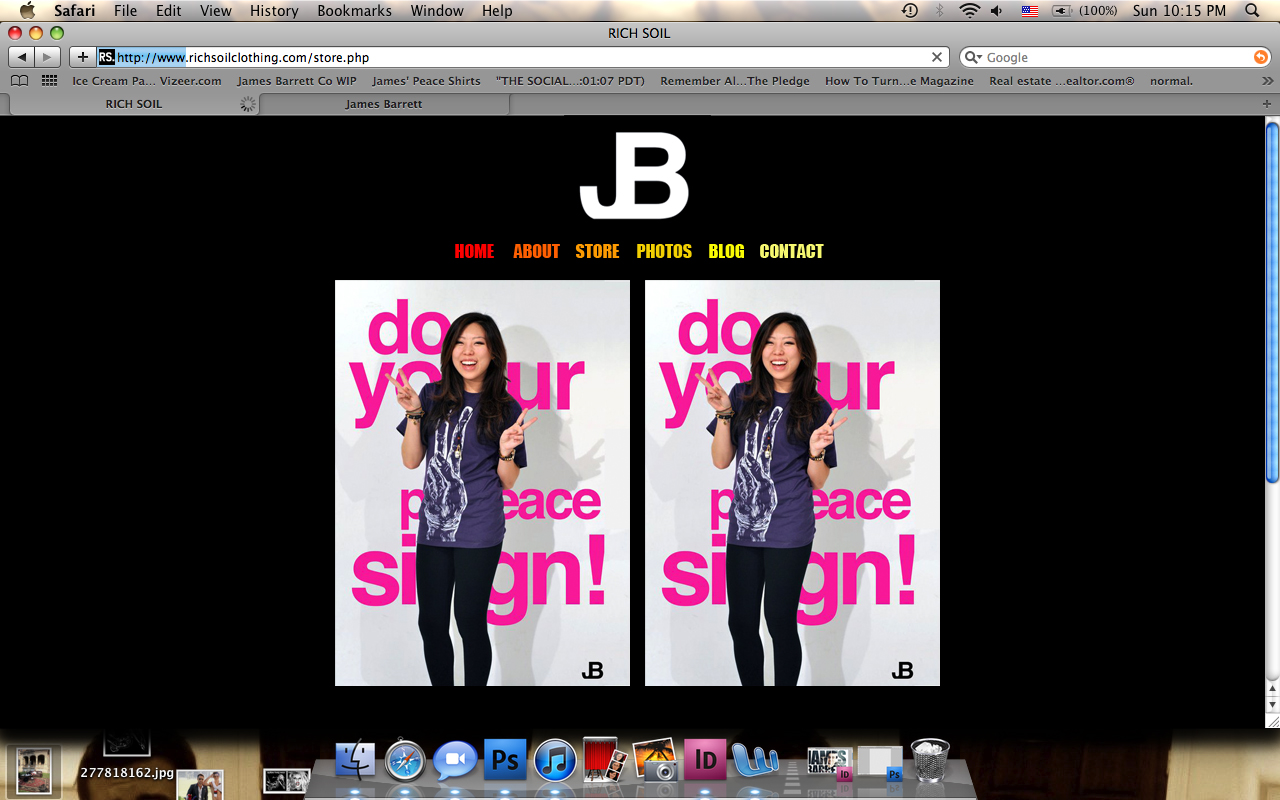 Safari File Edit View History Bookmarks Window Help (100%) Sun 10:15 PM
RICH SOIL
RS. http://www.richsoilclothing.com/store.php Google
Ice Cream Pa... Vizeer.com James Barrett Co WIP James' Peace Shirts "THE SOCIAL...:01:07 PDT) Remember Al...The Pledge How To Turn...e Magazine Real estate ...ealtor.com® normal.
RICH SOIL James Barrett
JB
HOME ABOUT STORE PHOTOS BLOG CONTACT
do do
your your
peace peace
sign! sign!
JB JB
277818162.jpg
Ps ID
JAMES
ID Ps